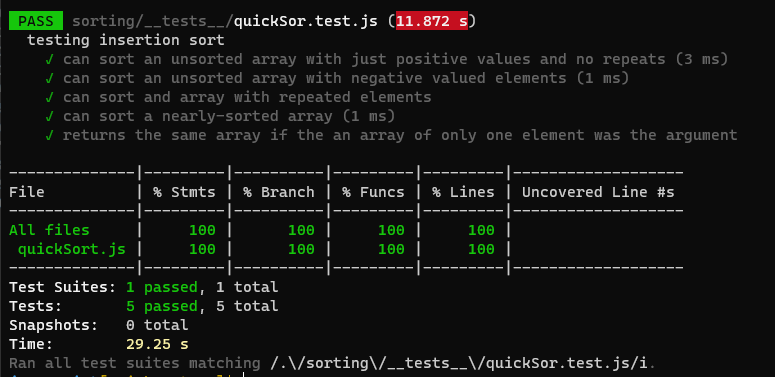 PASS sorting/__tests__/quickSor.test.js (11.872 s)
testing insertion sort
√ can sort an unsorted array with just positive values and no repeats (3 ms)
√ can sort an unsorted array with negative valued elements (1 ms)
√ can sort and array with repeated elements
√ can sort a nearly-sorted array (1 ms)
√ returns the same array if the an array of only one element was the argument
--------------|---------|----------|---------|---------|-------------------
File | % Stmts | % Branch | % Funcs | % Lines | Uncovered Line #s
--------------|---------|----------|---------|---------|-------------------
All files | 100 | 100 | 100 | 100 |
quickSort.js | 100 | 100 | 100 | 100 |
--------------|---------|----------|---------|---------|-------------------
Test Suites: 1 passed, 1 total
Tests: 5 passed, 5 total
Snapshots: 0 total
Time: 29.25 s
Ran all test suites matching /.\/sorting\/__tests__\/quickSor.test.js/i.